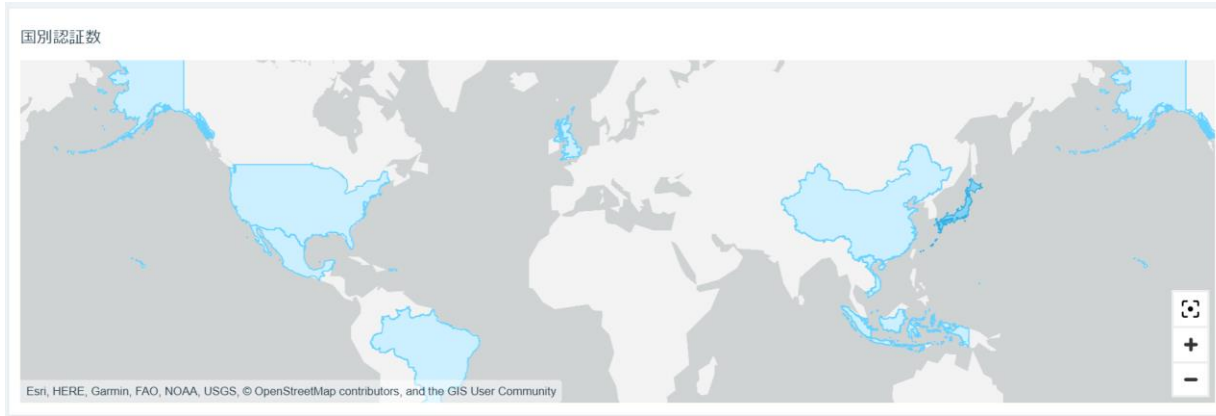 国別認証数
Esri, HERE, Garmin, FAO, NOAA, USGS, © OpenStreetMap contributors, and the GIS User Community